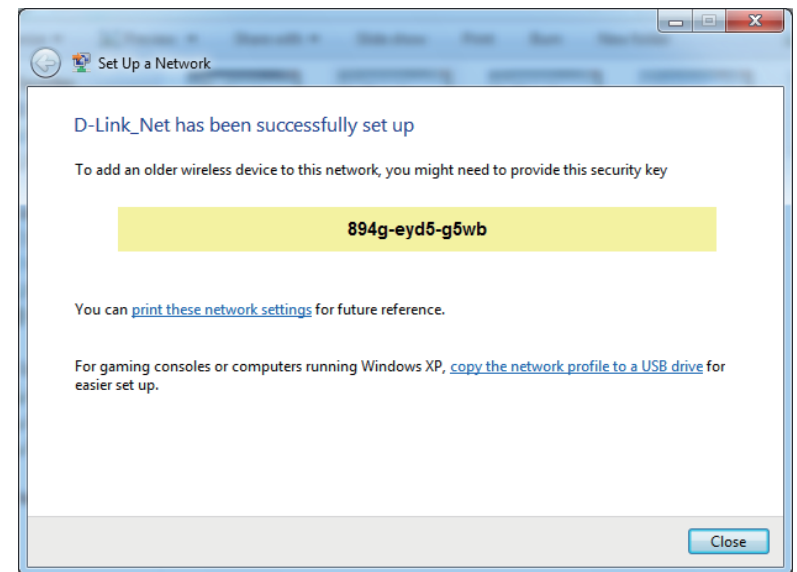 Set Up a Network
D-Link_Net has been successfully set up
To add an older wireless device to this network, you might need to provide this security key
894g-eyd5-g5wb
You can print these network settings for future reference.
For gaming consoles or computers running Windows XP, copy the network profile to a USB drive for
easier set up.
Close